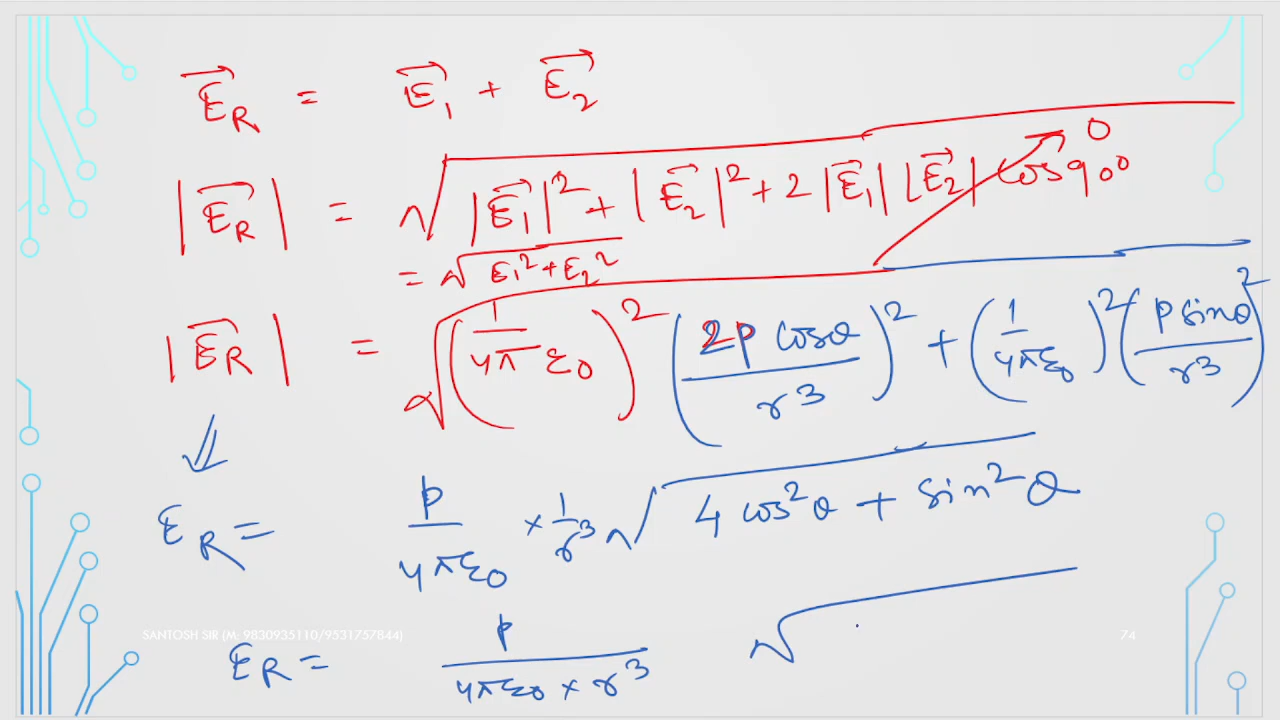 E⃗_R = E⃗_1 + E⃗_2
|E⃗_R| = √(|E⃗_1|² + |E⃗_2|² + 2|E⃗_1||E⃗_2| cos90°) 0
= √(E_1² + E_2²)
|E⃗_R| = √((1/4πε_0)² (2p cosθ/r³)² + (1/4πε_0)² (p sinθ/r³)²)
⇓
E_R = p/4πε_0 × 1/r³ √(4 cos²θ + sin²θ)
SANTOSH SIR (M: 9830935110/9531757844) 74
E_R = p/(4πε_0 × r³) √